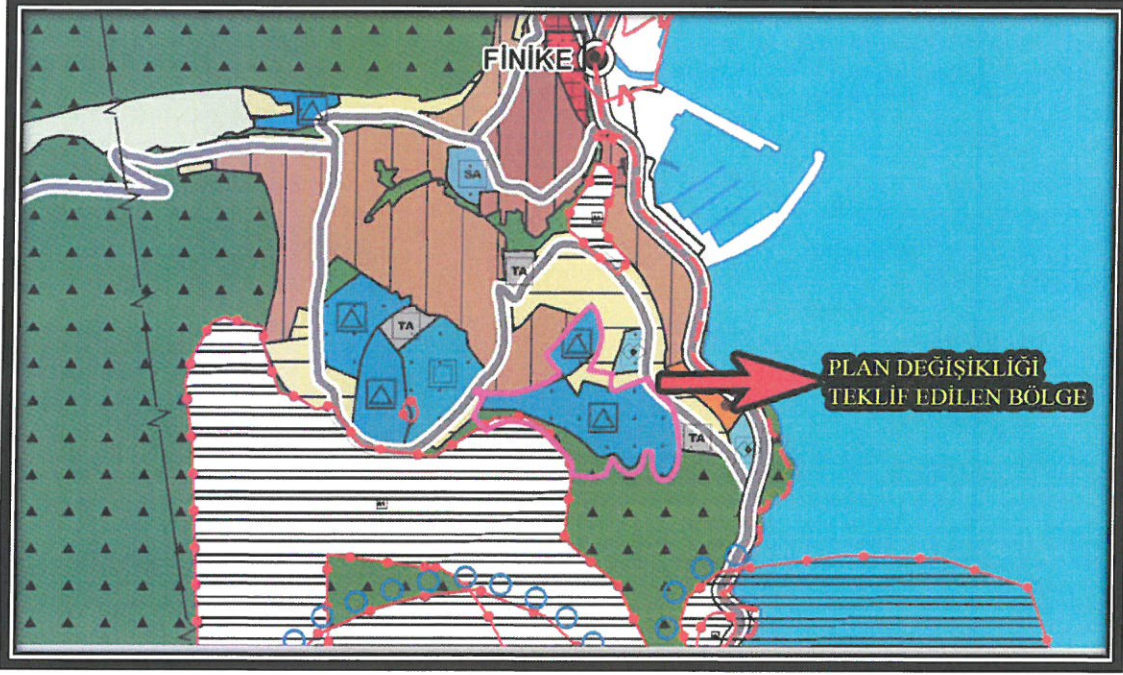 FİNİKE
SA
TA
TA
PLAN DEĞİŞİKLİĞİ
TEKLİF EDİLEN BÖLGE
TA